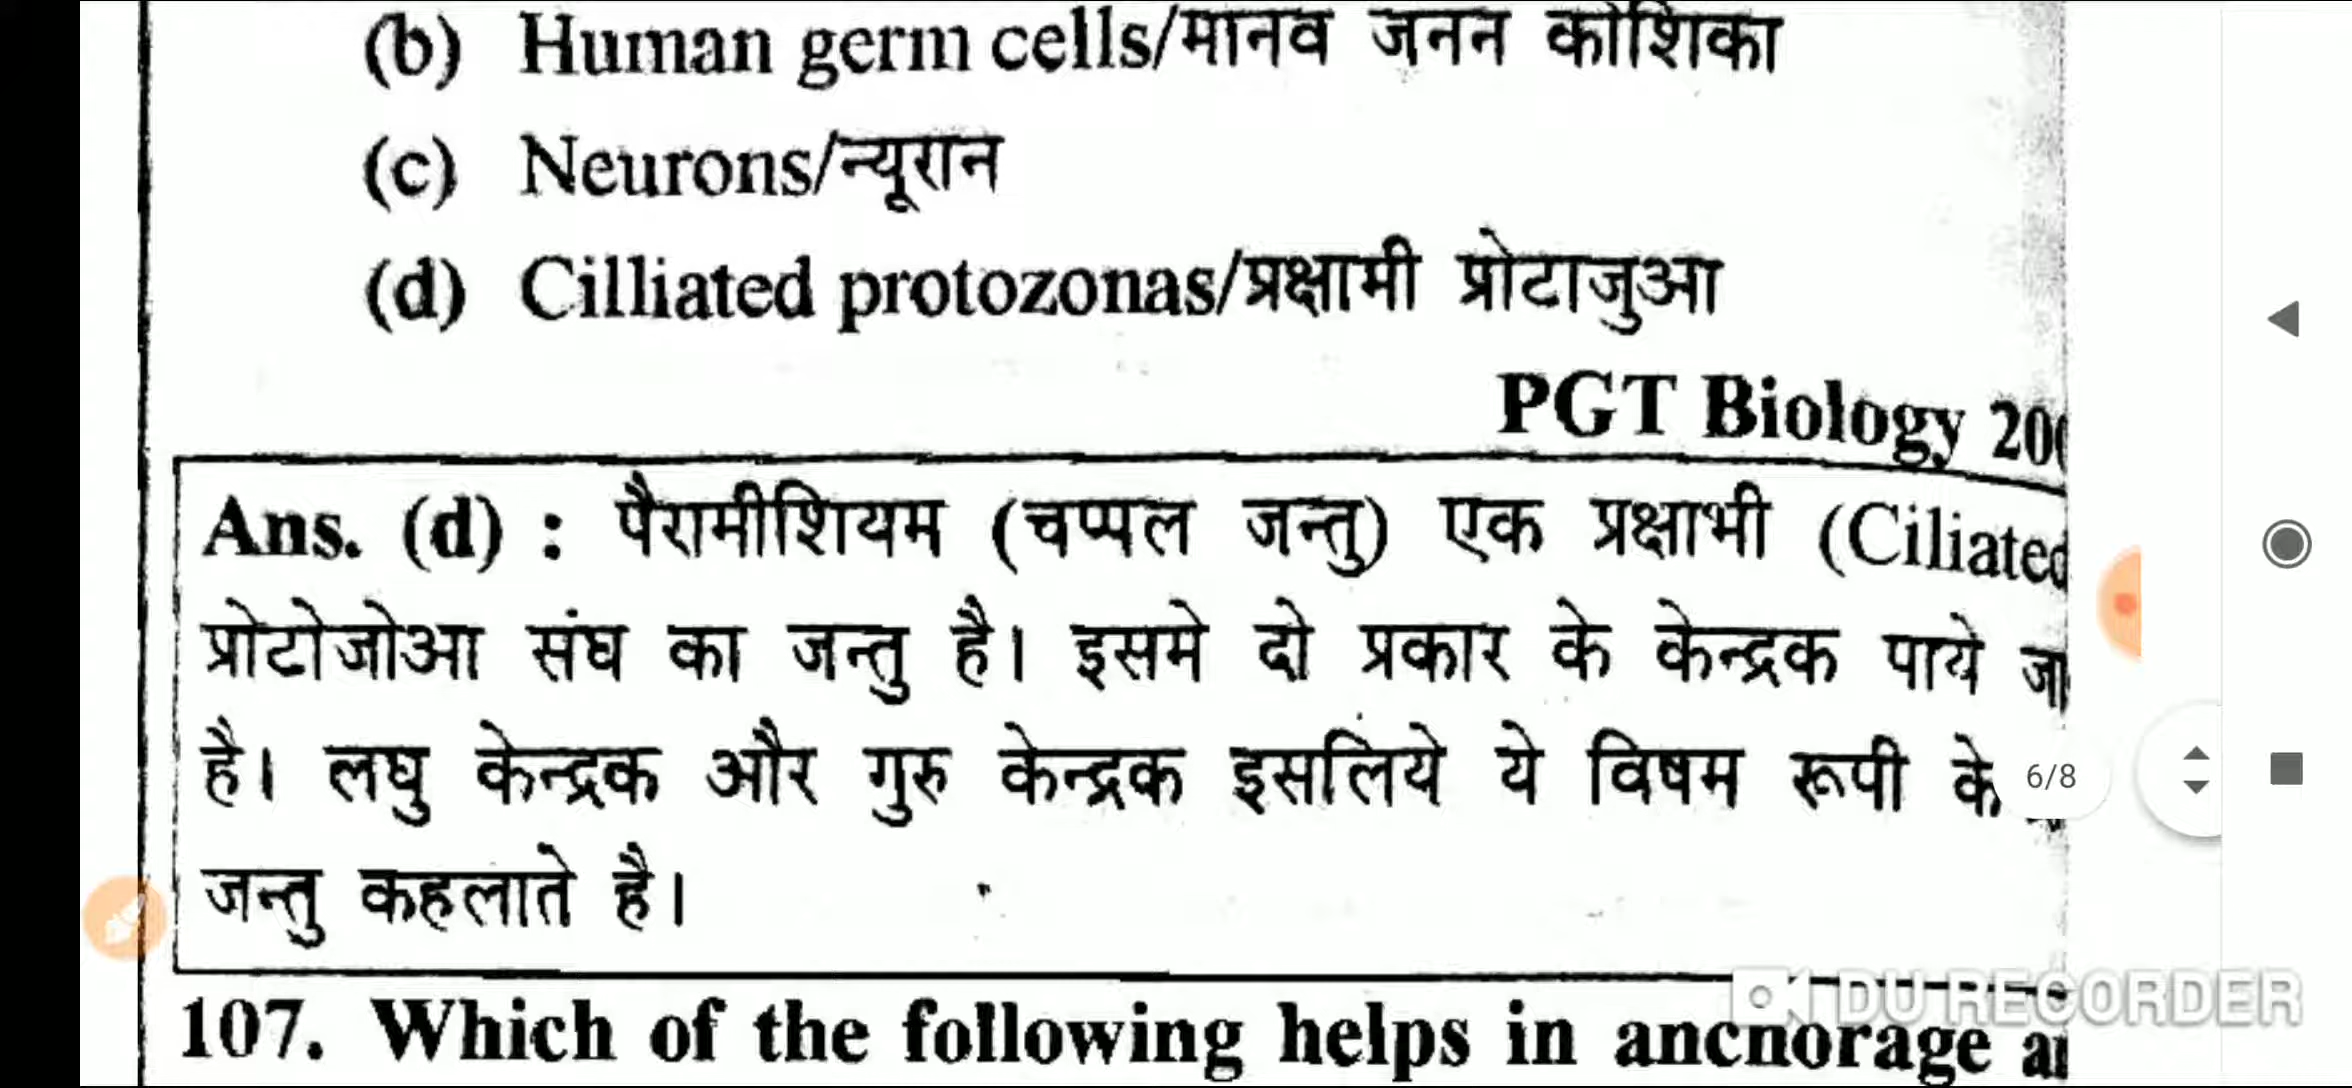 (b) Human germ cells/मानव जनन कोशिका
(c) Neurons/न्यूरान
(d) Cilliated protozonas/प्रक्षामी प्रोटाजुआ
PGT Biology
Ans. (d) : पैरामीशियम (चप्पल जन्तु) एक प्रक्षाभी (Ciliated
प्रोटोजोआ संघ का जन्तु है। इसमे दो प्रकार के केन्द्रक पाये
है। लघु केन्द्रक और गुरु केन्द्रक इसलिये ये विषम रूपी
6/8
जन्तु कहलाते है।
DU RECORDER
107. Which of the following helps in ancnorage